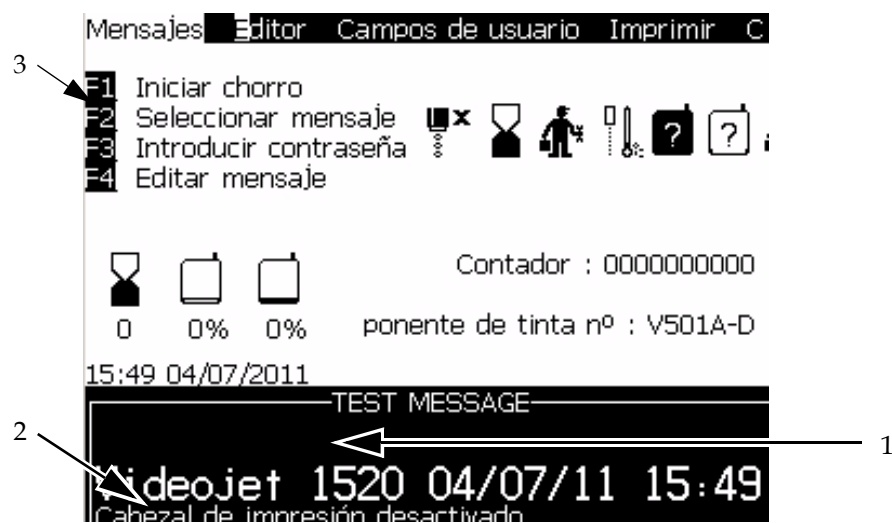 Mensajes Editor Campos de usuario Imprimir C
3
F1 Iniciar chorro
F2 Seleccionar mensaje
F3 Introducir contraseña
F4 Editar mensaje
? ?
Contador : 0000000000
0 0% 0% ponente de tinta nº : V501A-D
15:49 04/07/2011
TEST MESSAGE
2
1
Videojet 1520 04/07/11 15:49
Cabezal de impresión desactivado